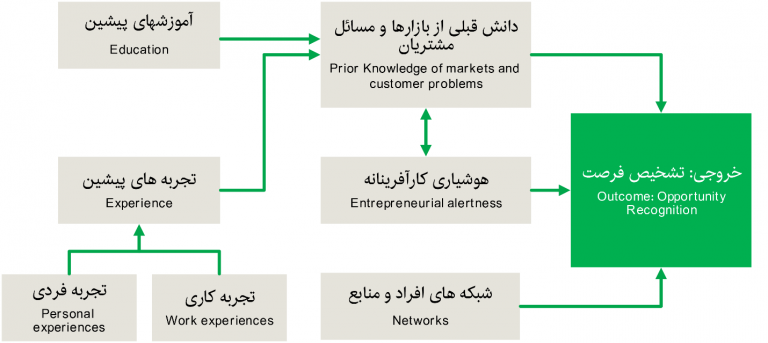 آموزشهای پیشین
Education
دانش قبلی از بازارها و مسائل
مشتریان
Prior Knowledge of markets and
customer problems
تجربه های پیشین
Experience
هوشیاری کارآفرینانه
Entrepreneurial alertness
خروجی: تشخیص فرصت
Outcome: Opportunity
Recognition
تجربه فردی
Personal
experiences
تجربه کاری
Work experiences
شبکه های افراد و منابع
Networks